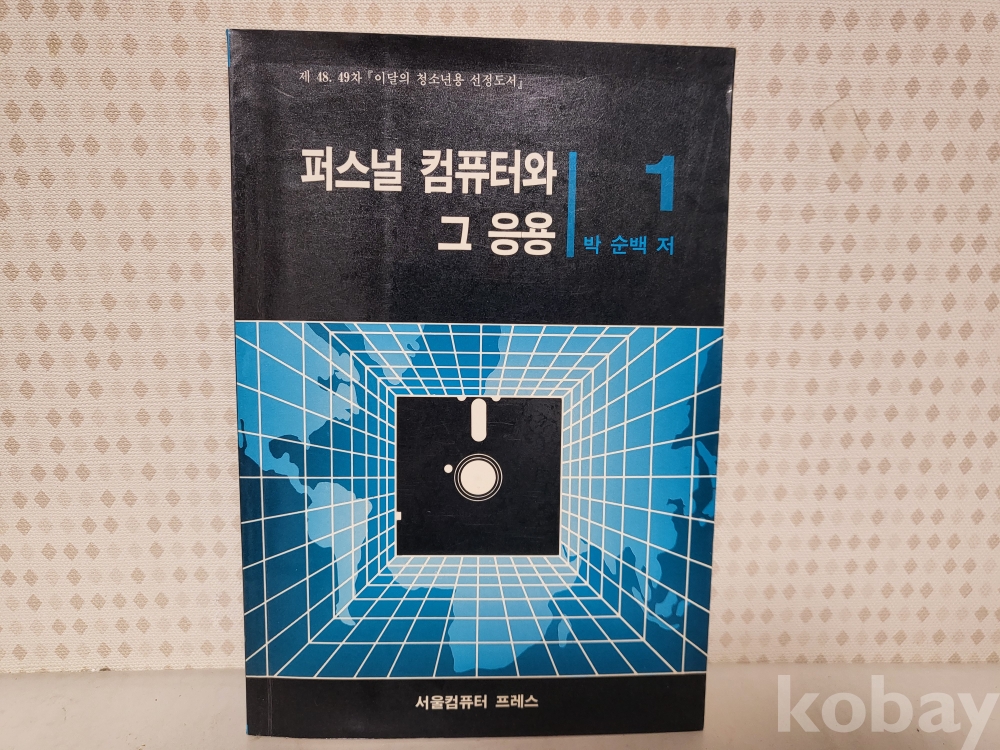 제 48. 49차 『이달의 청소년용 선정도서』
퍼스널 컴퓨터와
그 응용
1
박 순백 저
서울컴퓨터 프레스
kobay